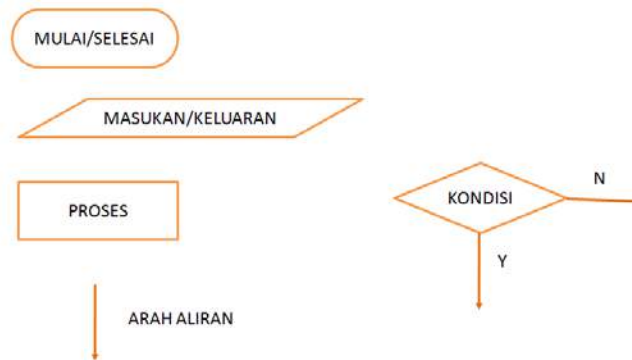 MULAI/SELESAI
MASUKAN/KELUARAN
PROSES
ARAH ALIRAN
KONDISI
N
Y